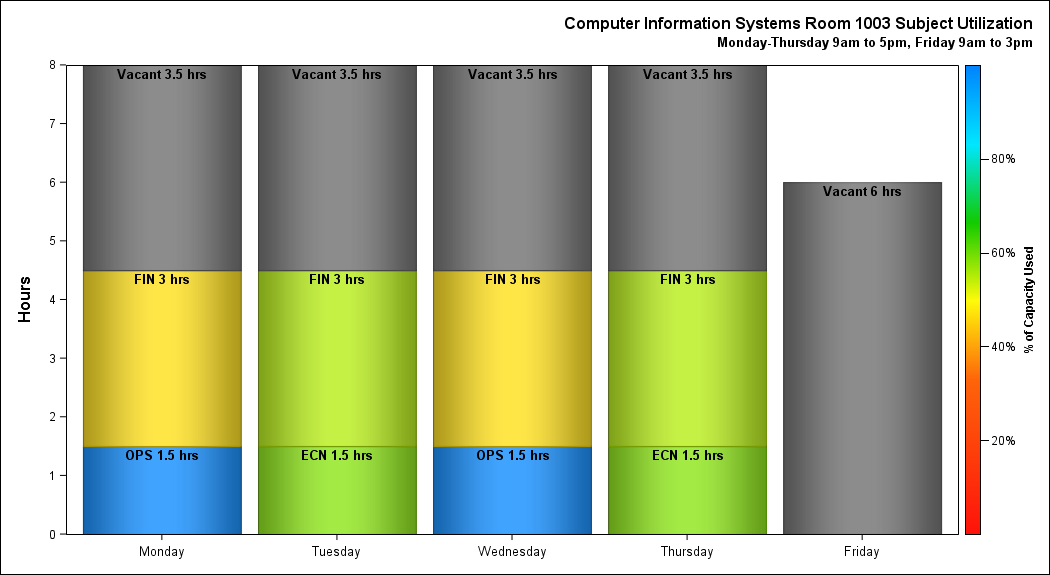 Computer Information Systems Room 1003 Subject Utilization
Monday-Thursday 9am to 5pm, Friday 9am to 3pm
8
7
6
5
4
3
2
1
0
Hours
Vacant 3.5 hrs Vacant 3.5 hrs Vacant 3.5 hrs Vacant 3.5 hrs
Vacant 6 hrs
FIN 3 hrs FIN 3 hrs FIN 3 hrs FIN 3 hrs
OPS 1.5 hrs ECN 1.5 hrs OPS 1.5 hrs ECN 1.5 hrs
Monday Tuesday Wednesday Thursday Friday
80%
60%
40%
20%
% of Capacity Used